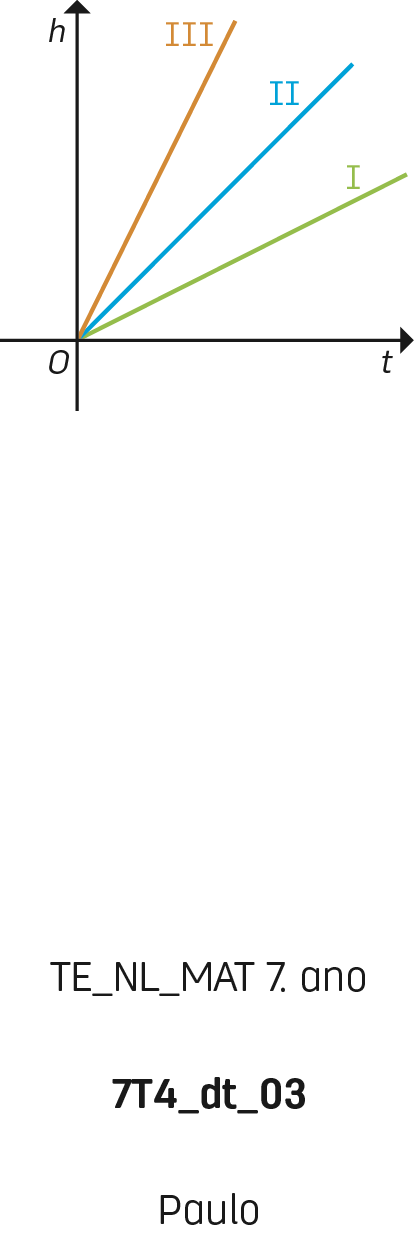 h
III
II
I
O
t
TE_NL_MAT 7. ano
7T4_dt_03
Paulo